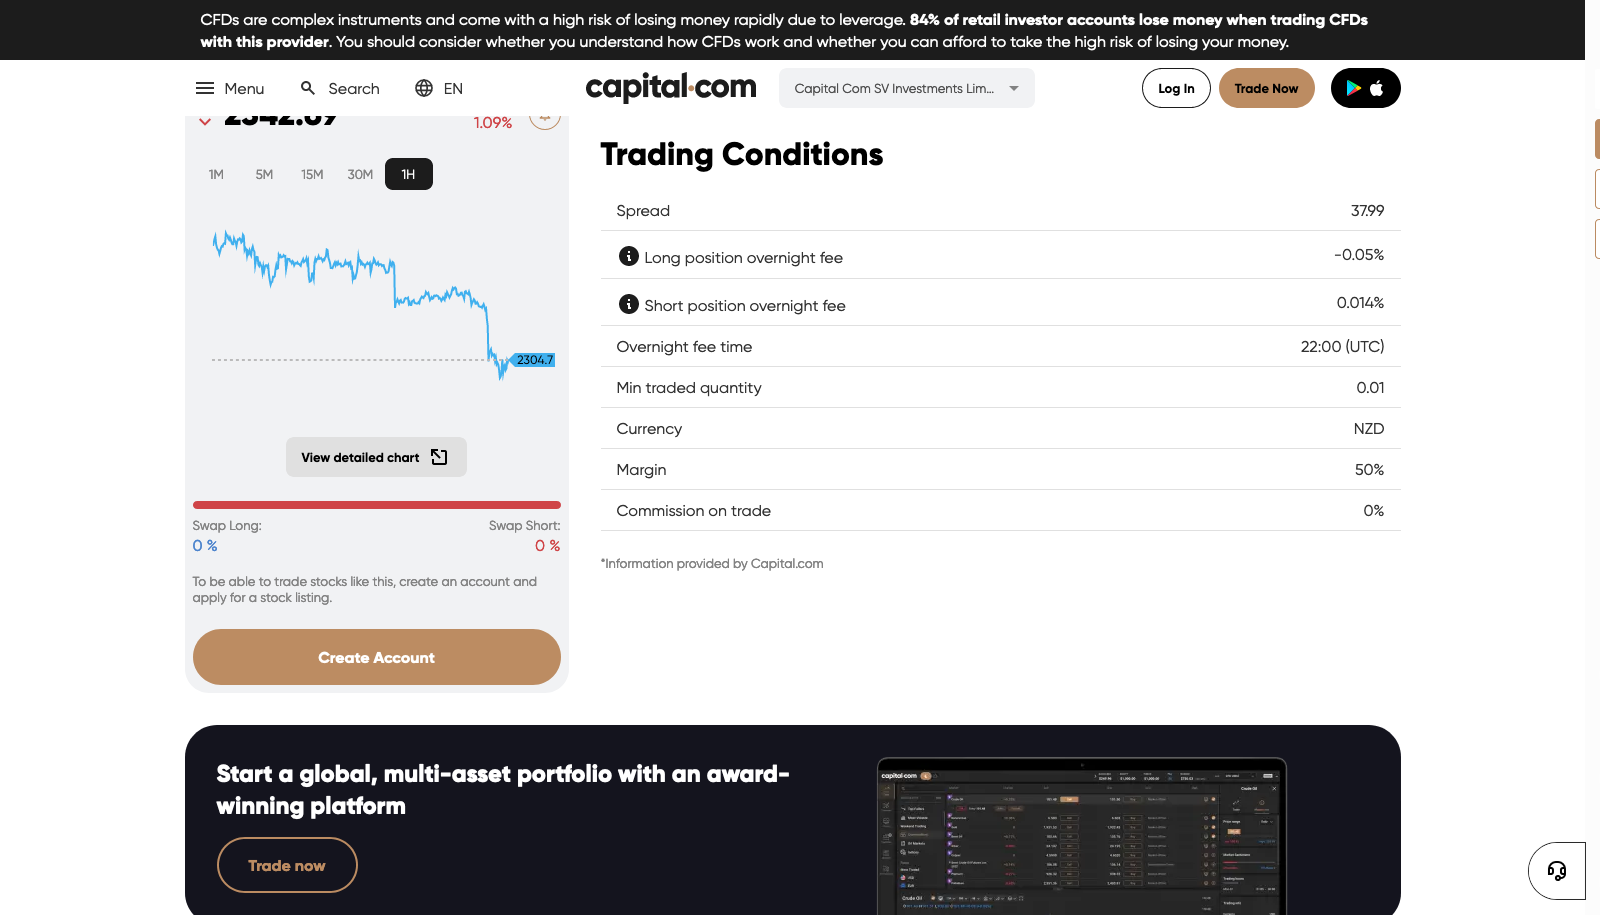 CFDs are complex instruments and come with a high risk of losing money rapidly due to leverage. 84% of retail investor accounts lose money when trading CFDs
with this provider. You should consider whether you understand how CFDs work and whether you can afford to take the high risk of losing your money.
Menu
Search
EN
capital.com
Capital Com SV Investments Lim...
Log In
Trade Now
2342.69
1.09%
1M
5M
15M
30M
1H
2304.7
View detailed chart
Swap Long:
Swap Short:
0 %
0 %
To be able to trade stocks like this, create an account and
apply for a stock listing.
Create Account
Trading Conditions
Spread
37.99
Long position overnight fee
-0.05%
Short position overnight fee
0.014%
Overnight fee time
22:00 (UTC)
Min traded quantity
0.01
Currency
NZD
Margin
50%
Commission on trade
0%
*Information provided by Capital.com
Start a global, multi-asset portfolio with an award-
winning platform
Trade now
capital.com
Crude Oil
Crude Oil